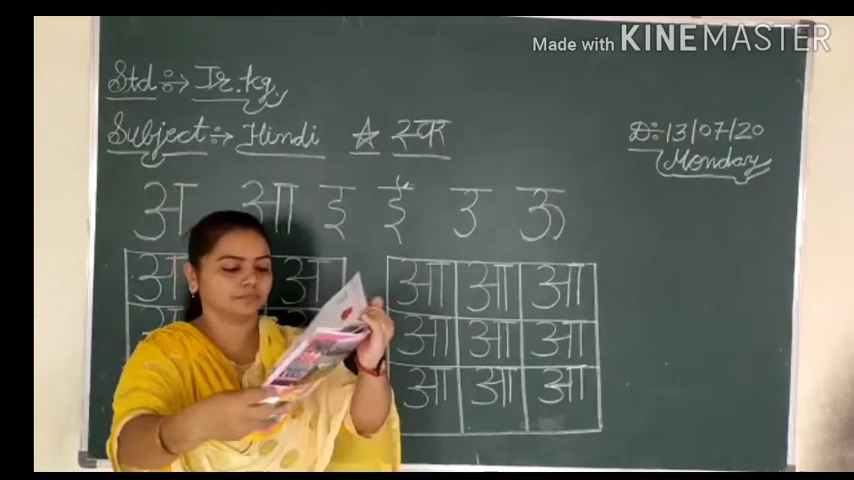 Made with KINEMASTER
Std :-> Jr. kg.
Subject :-> Hindi ☆ स्वर
D:- 13/07/20
Monday
अ आ इ ई उ ऊ
अ अ आ आ आ
आ आ आ
आ आ आ